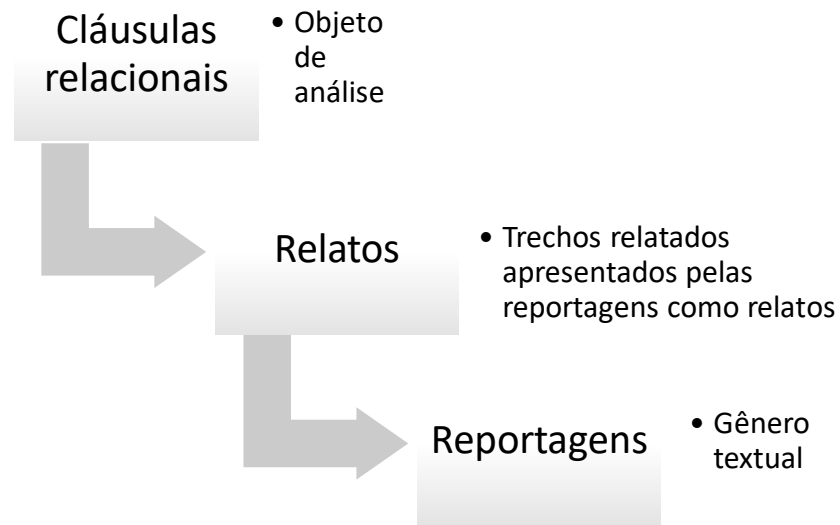 Cláusulas
relacionais
• Objeto
de
análise
Relatos
• Trechos relatados
apresentados pelas
reportagens como relatos
Reportagens
• Gênero
textual